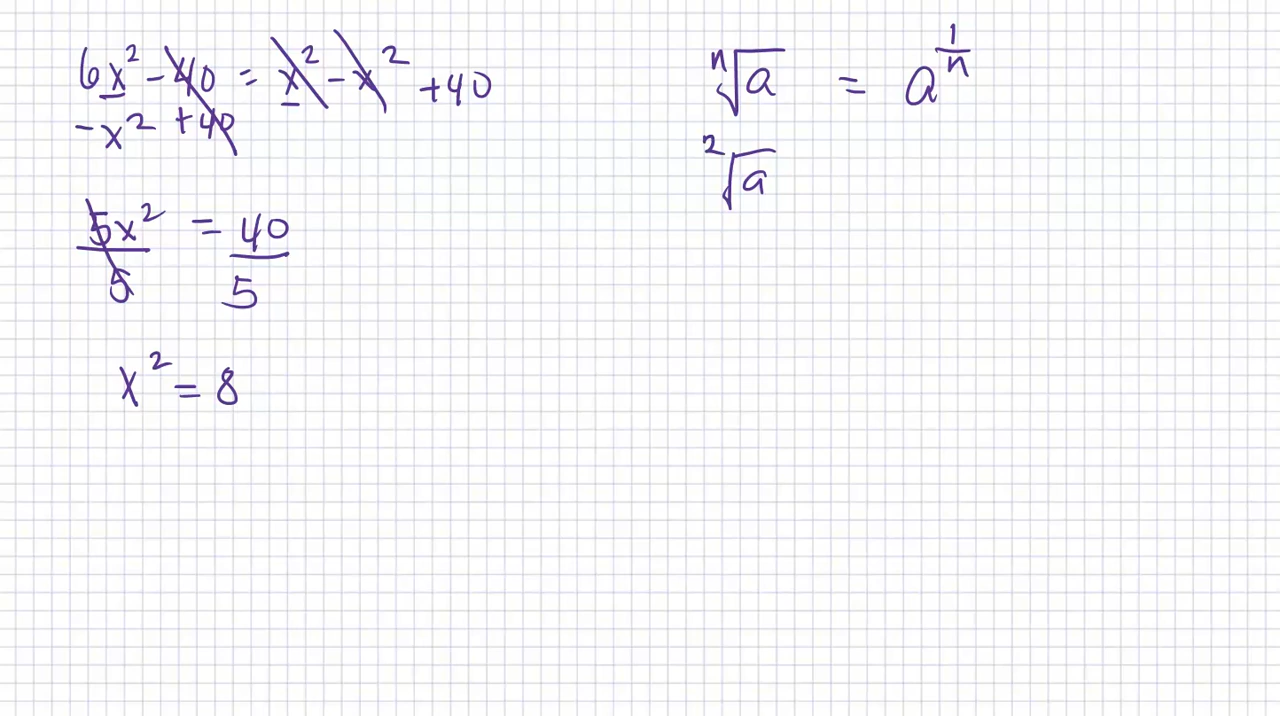 6x² - 40 = x² - x² + 40
- x² + 40
5x² = 40
5 5
x² = 8
ⁿ√a = a^(1/n)
²√a